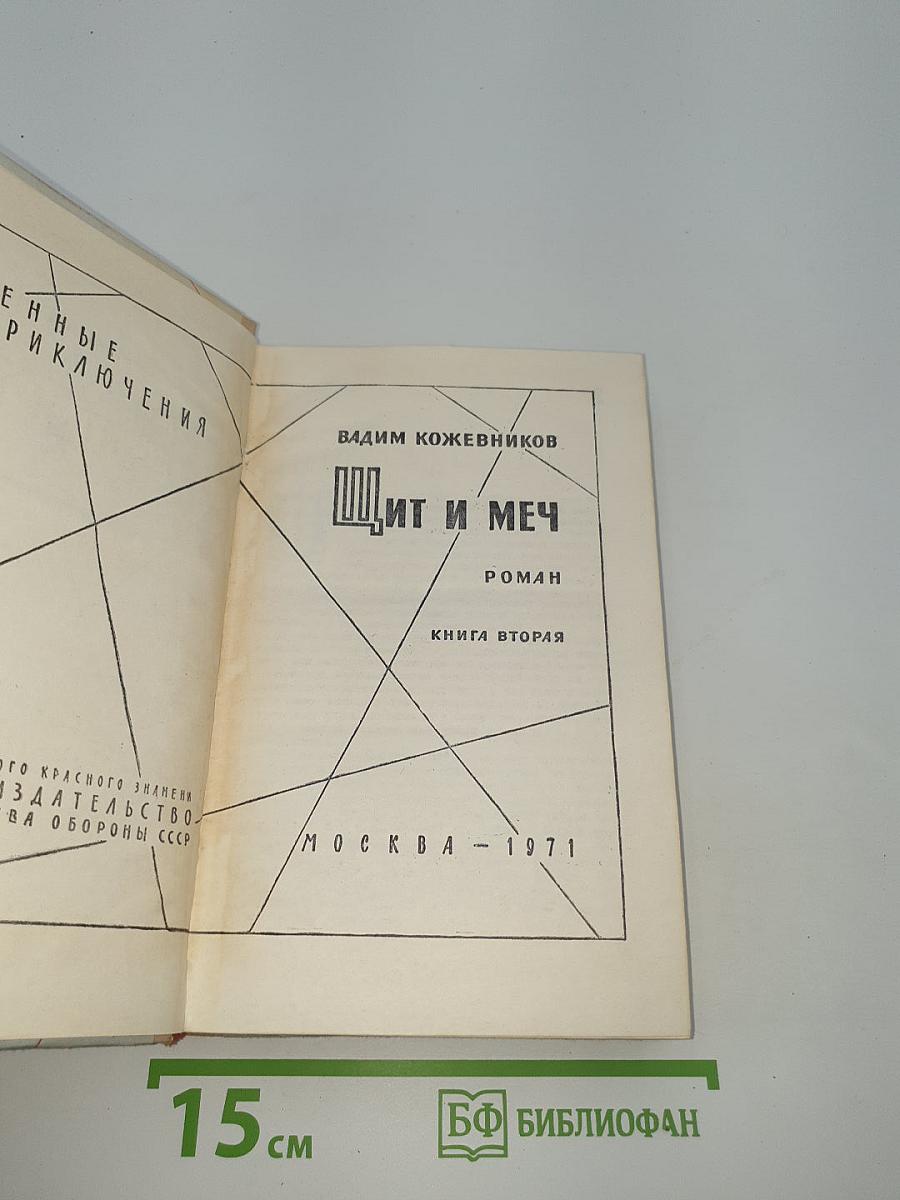 ЕННЫЕ
РИКЛЮЧЕНИЯ
ОГО КРАСНОГО ЗНАМЕНИ
ИЗДАТЕЛЬСТВО
ВА ОБОРОНЫ СССР
ВАДИМ КОЖЕВНИКОВ
ЩИТ И МЕЧ
РОМАН
КНИГА ВТОРАЯ
МОСКВА – 1971
15 см
БФ БИБЛИОФАН